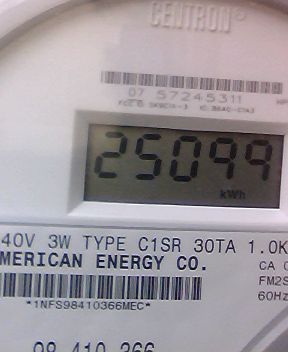 CENTRON®
07 57245311
25099
kWh
40V 3W TYPE C1SR 30TA 1.0K
MERICAN ENERGY CO.
CA
FM2S
60Hz
*1NFS98410366MEC*
98 410 366